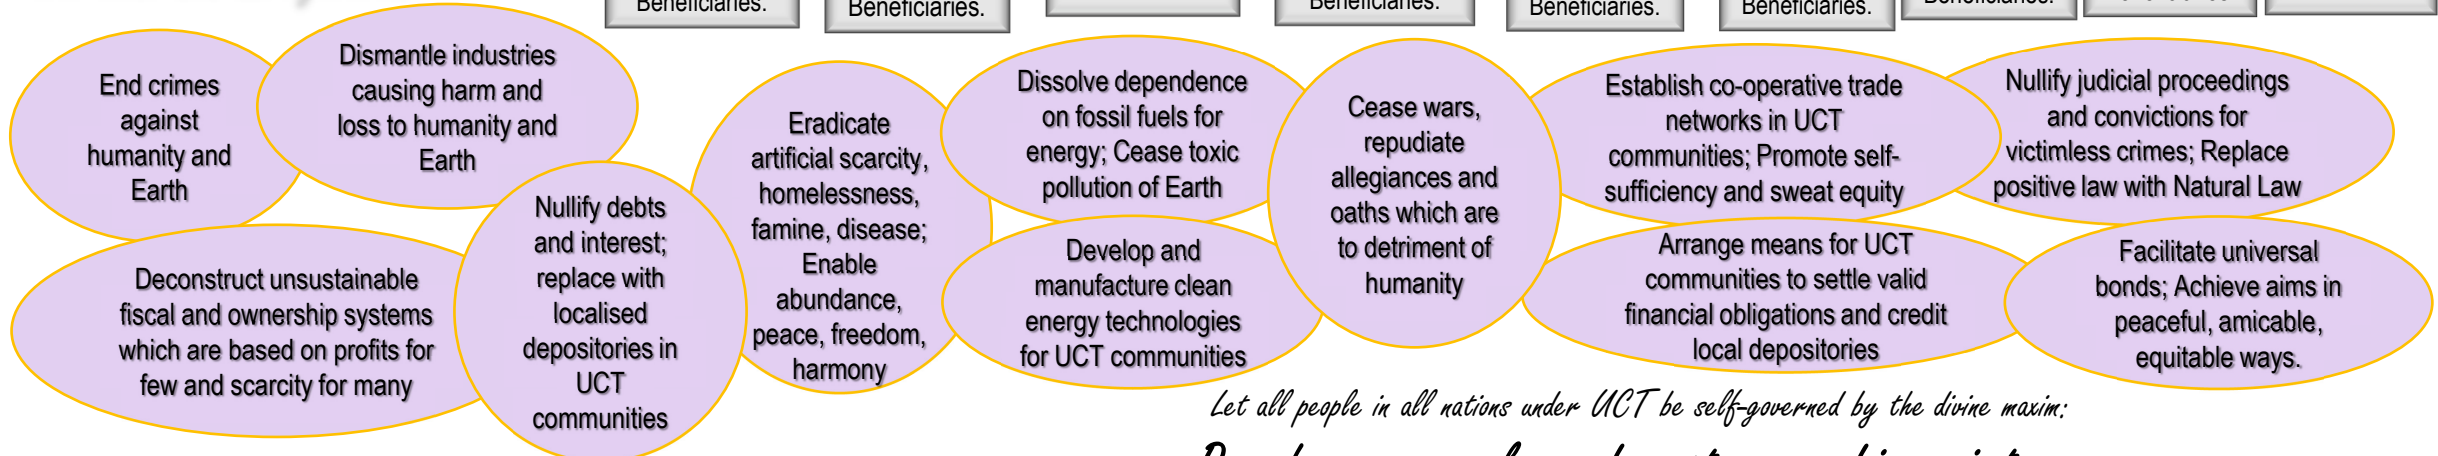 Beneficiaries.
Beneficiaries.
Beneficiaries.
Beneficiaries.
Beneficiaries.
Beneficiaries.
End crimes
against
humanity and
Earth
Dismantle industries
causing harm and
loss to humanity and
Earth
Deconstruct unsustainable
fiscal and ownership systems
which are based on profits for
few and scarcity for many
Nullify debts
and interest;
replace with
localised
depositories in
UCT
communities
Eradicate
artificial scarcity,
homelessness,
famine, disease;
Enable
abundance,
peace, freedom,
harmony
Dissolve dependence
on fossil fuels for
energy; Cease toxic
pollution of Earth
Develop and
manufacture clean
energy technologies
for UCT communities
Cease wars,
repudiate
allegiances and
oaths which are
to detriment of
humanity
Establish co-operative trade
networks in UCT
communities; Promote self-
sufficiency and sweat equity
Arrange means for UCT
communities to settle valid
financial obligations and credit
local depositories
Nullify judicial proceedings
and convictions for
victimless crimes; Replace
positive law with Natural Law
Facilitate universal
bonds; Achieve aims in
peaceful, amicable,
equitable ways.
Let all people in all nations under UCT be self-governed by the divine maxim: